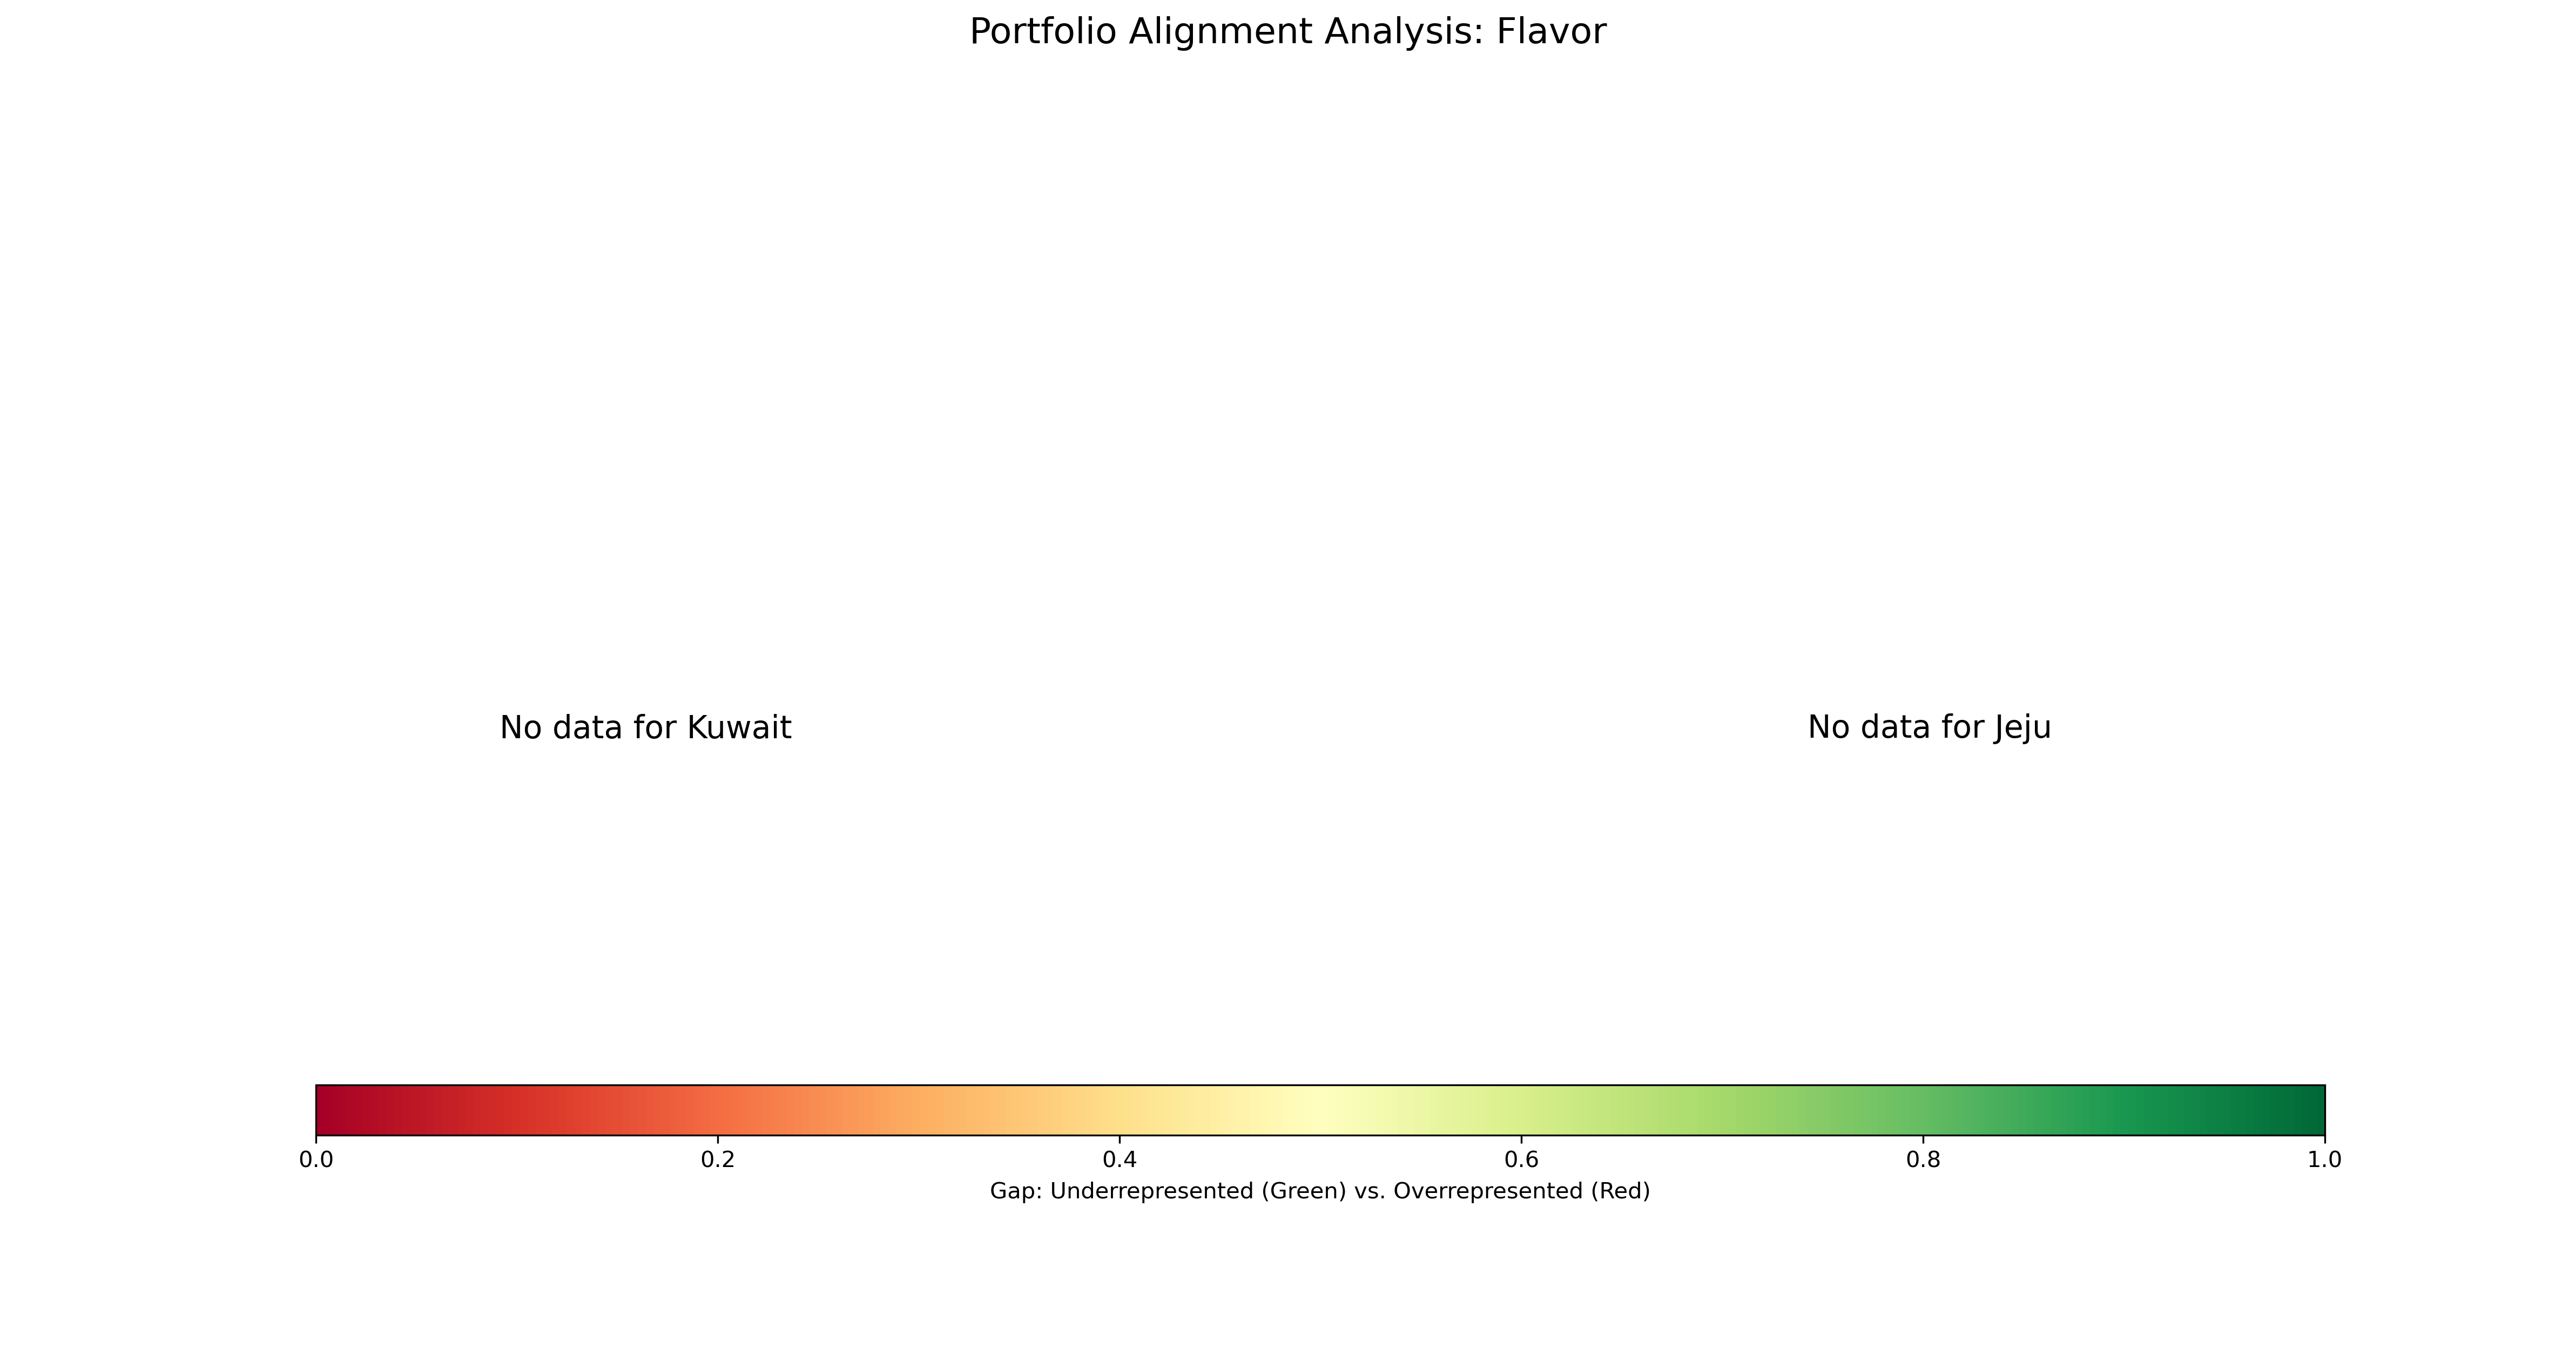 Portfolio Alignment Analysis: Flavor
No data for Kuwait
No data for Jeju
0.0
0.2
0.4
0.6
0.8
1.0
Gap: Underrepresented (Green) vs. Overrepresented (Red)